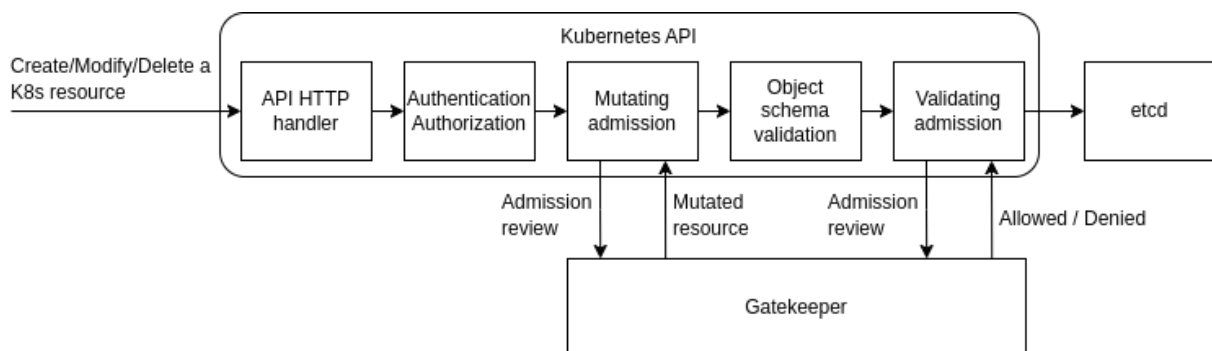 Kubernetes API
Create/Modify/Delete a
K8s resource
API HTTP
handler
Authentication
Authorization
Mutating
admission
Object
schema
validation
Validating
admission
etcd
Admission
review
Mutated
resource
Admission
review
Allowed / Denied
Gatekeeper